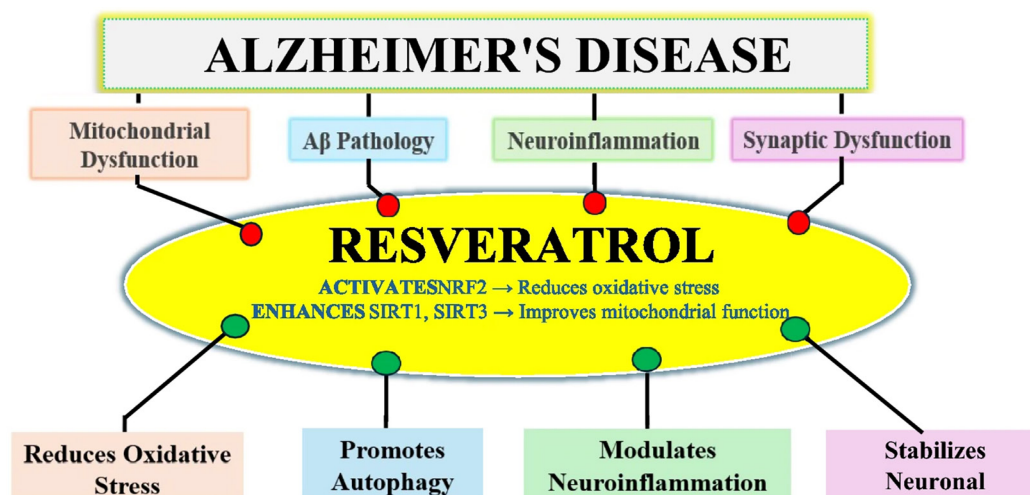 ALZHEIMER'S DISEASE
Mitochondrial
Dysfunction
Aβ Pathology
Neuroinflammation
Synaptic Dysfunction
RESVERATROL
ACTIVATESNRF2 → Reduces oxidative stress
ENHANCES SIRT1, SIRT3 → Improves mitochondrial function
Reduces Oxidative
Stress
Promotes
Autophagy
Modulates
Neuroinflammation
Stabilizes
Neuronal